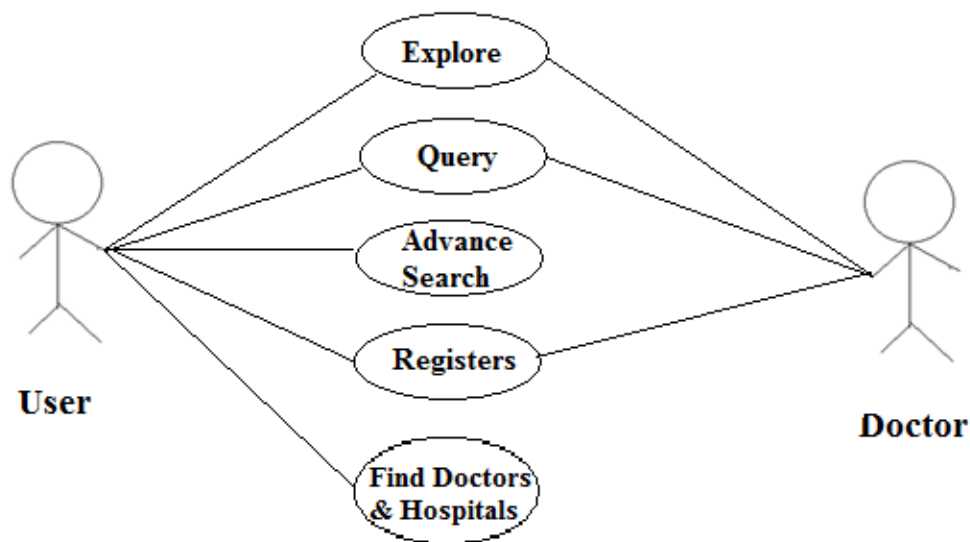 Explore
Query
Advance
Search
Registers
User
Doctor
Find Doctors
& Hospitals